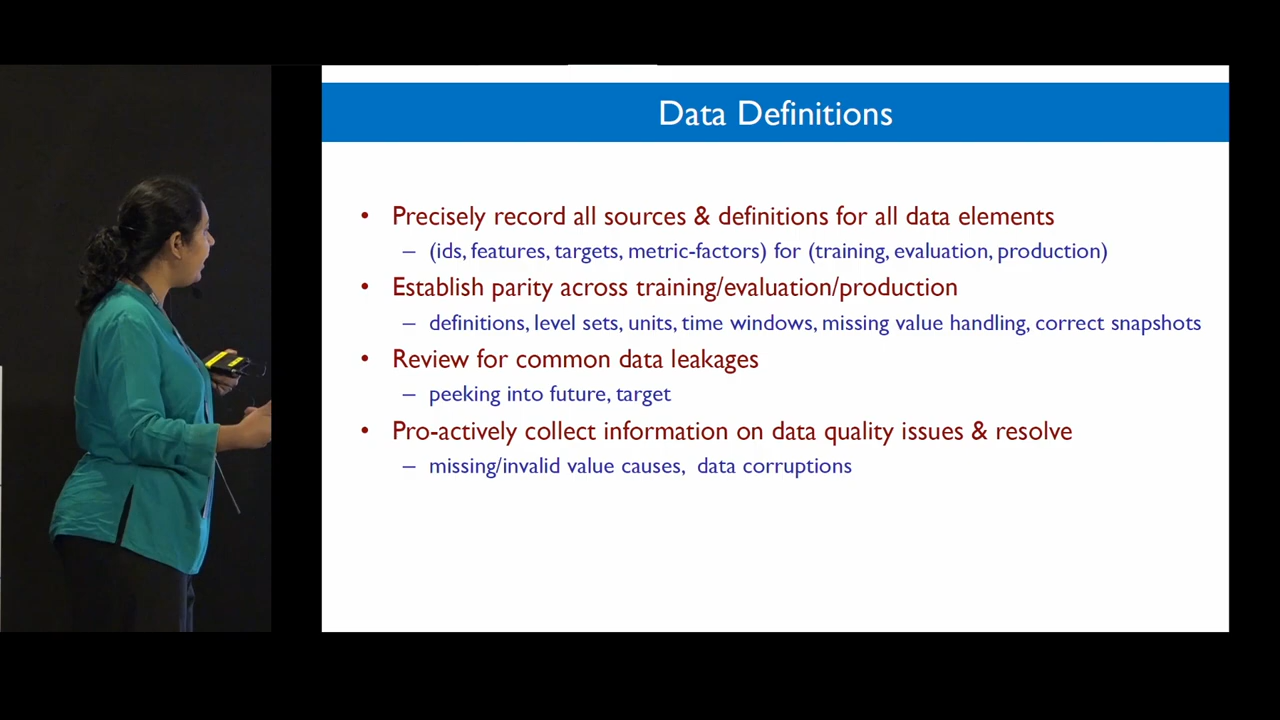 Data Definitions
• Precisely record all sources & definitions for all data elements
– (ids, features, targets, metric-factors) for (training, evaluation, production)
• Establish parity across training/evaluation/production
– definitions, level sets, units, time windows, missing value handling, correct snapshots
• Review for common data leakages
– peeking into future, target
• Pro-actively collect information on data quality issues & resolve
– missing/invalid value causes,  data corruptions